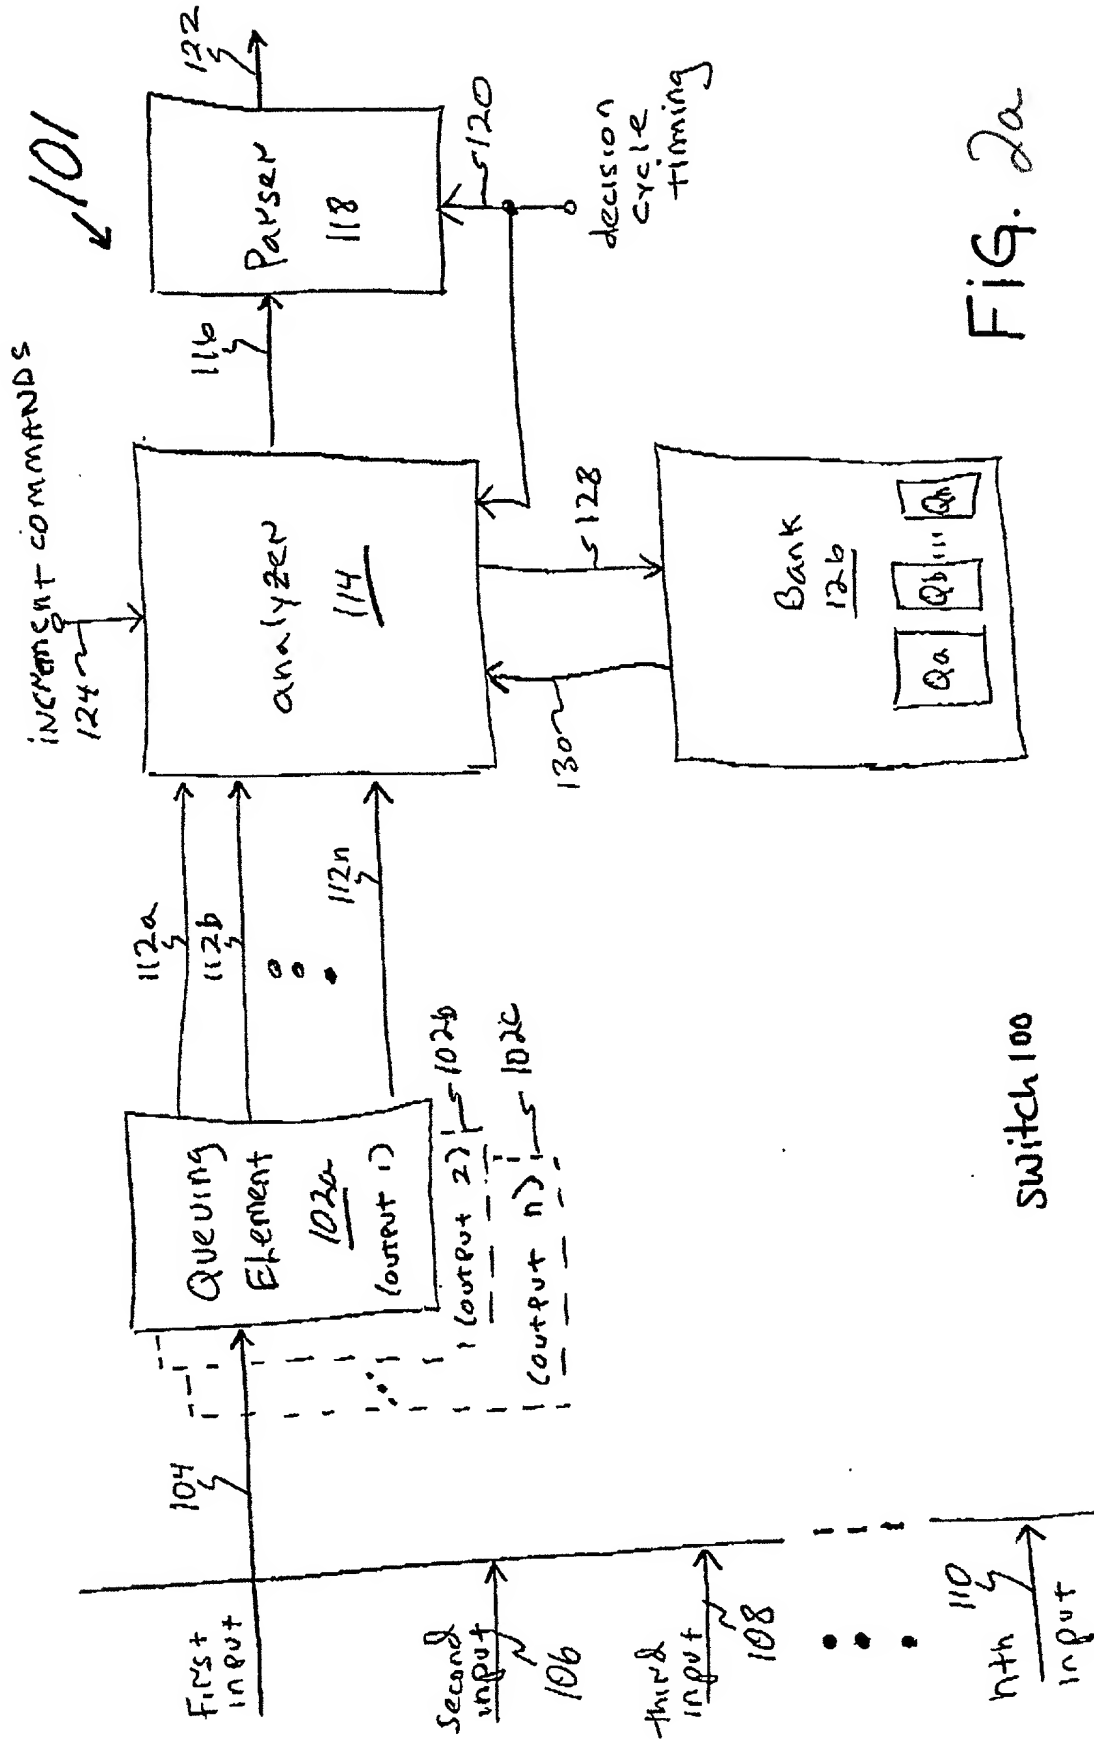 101
increment commANDS
124
First
input
104
Queuing
Element
102a
(output 1)
(output 2)
102b
(output n)
102c
112a
112b
112n
analyzer
114
116
Parser
118
122
120
decision
cycle
timing
128
130
Bank
126
Qa
Qb
Qn
second
input
106
third
input
108
nth
input
110
switch 100
FiG. 2a